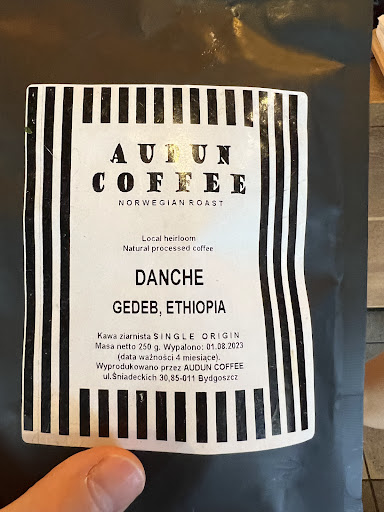 AUDUN
COFFEE
NORWEGIAN ROAST
Local heirloom
Natural processed coffee
DANCHE
GEDEB, ETHIOPIA
Kawa ziarnista SINGLE ORIGIN
Masa netto 250 g. Wypalono: 01.08.2023
(data ważności 4 miesiące).
Wyprodukowano przez AUDUN COFFEE
ul.Śniadeckich 30,85-011 Bydgoszcz